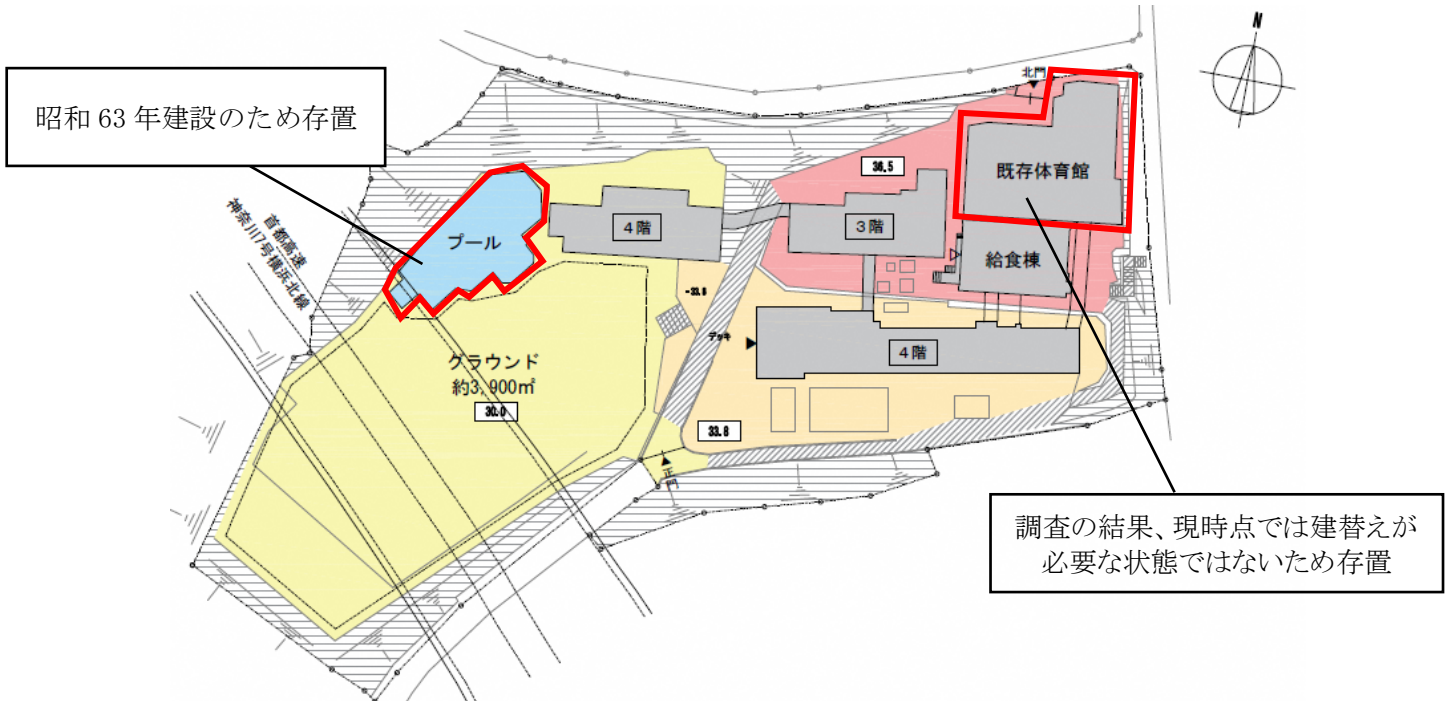 N
北門
昭和 63 年建設のため存置
36.5
既存体育館
プール
4階
3階
給食棟
首都高速
神奈川7号横浜北線
-33.8
デッキ
4階
グラウンド
約3,900㎡
30.0
33.8
正門
調査の結果、現時点では建替えが
必要な状態ではないため存置